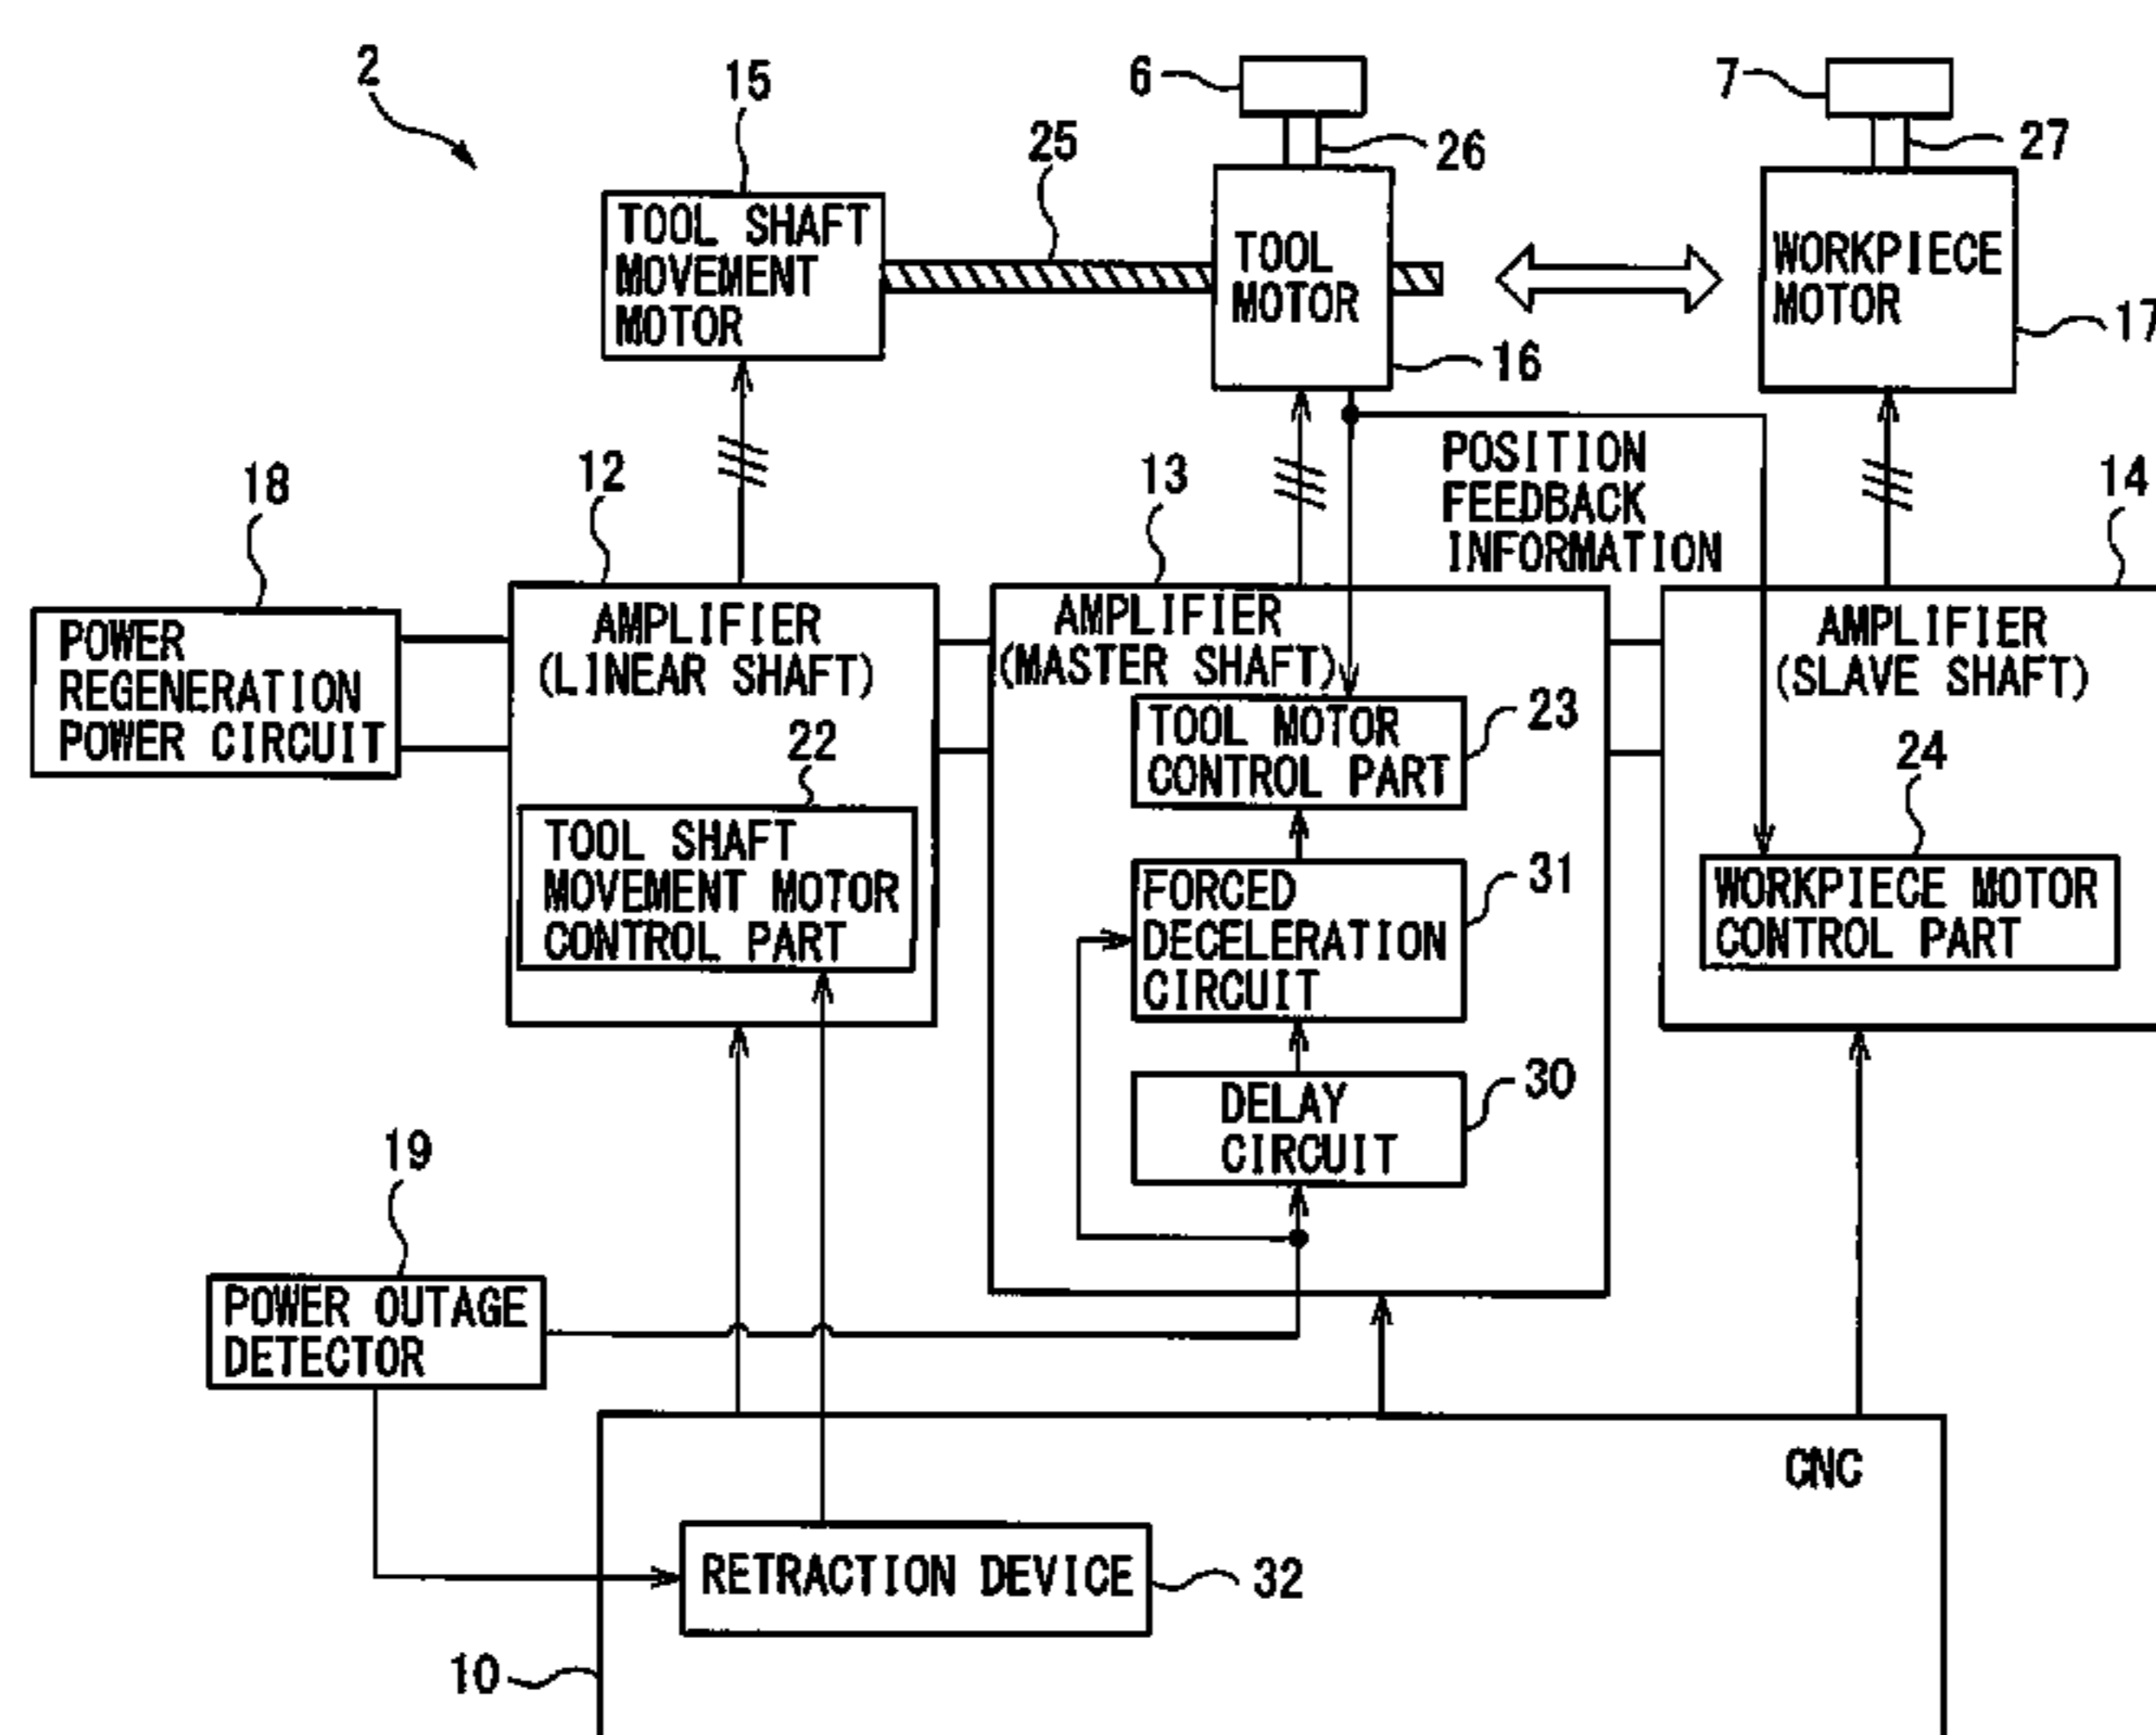 2
15
6
7
25
26
27
TOOL SHAFT
MOVEMENT
MOTOR
TOOL
MOTOR
WORKPIECE
MOTOR
17
16
18
12
13
POSITION
FEEDBACK
INFORMATION
14
POWER
REGENERATION
POWER CIRCUIT
AMPLIFIER
(LINEAR SHAFT)
AMPLIFIER
(MASTER SHAFT)
AMPLIFIER
(SLAVE SHAFT)
22
TOOL MOTOR
CONTROL PART
23
24
TOOL SHAFT
MOVEMENT MOTOR
CONTROL PART
FORCED
DECELERATION
CIRCUIT
31
WORKPIECE MOTOR
CONTROL PART
DELAY
CIRCUIT
30
19
POWER OUTAGE
DETECTOR
CNC
RETRACTION DEVICE
32
10